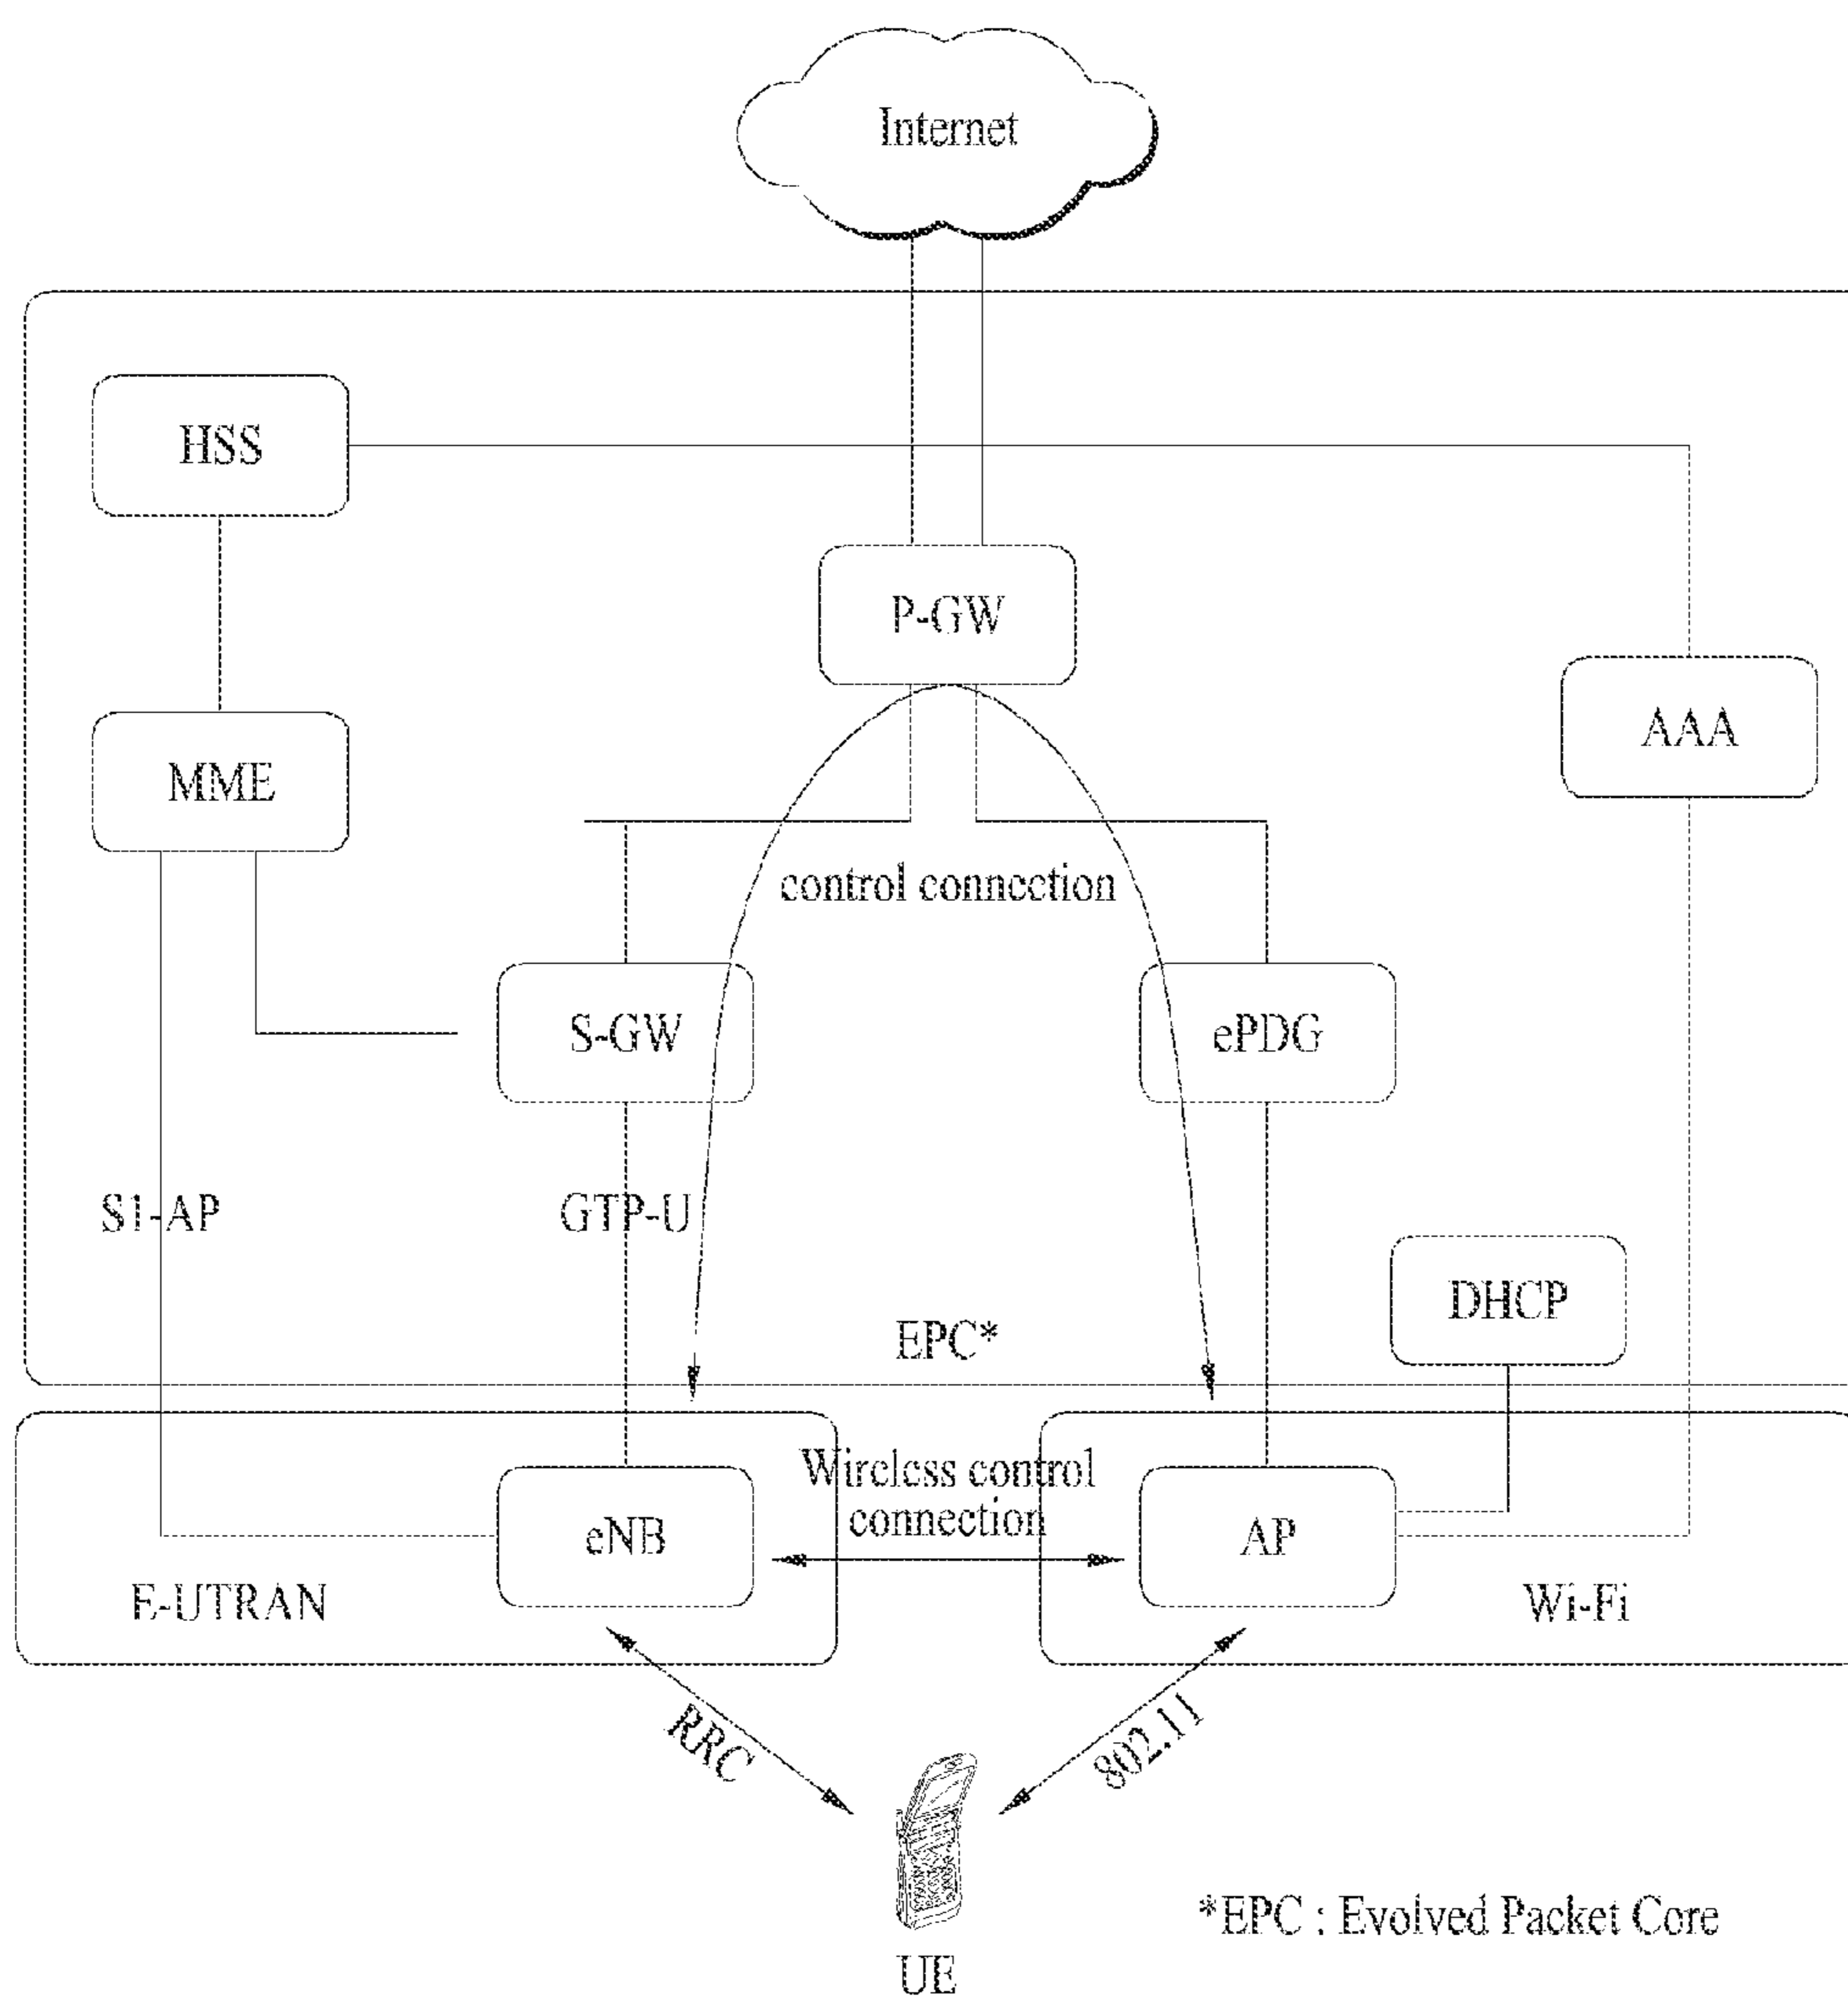 Internet
HSS
P-GW
AAA
MME
control connection
S-GW
ePDG
S1-AP
GTP-U
DHCP
EPC*
Wireless control
connection
eNB
AP
E-UTRAN
Wi-Fi
RRC
802.11
*EPC : Evolved Packet Core
UE